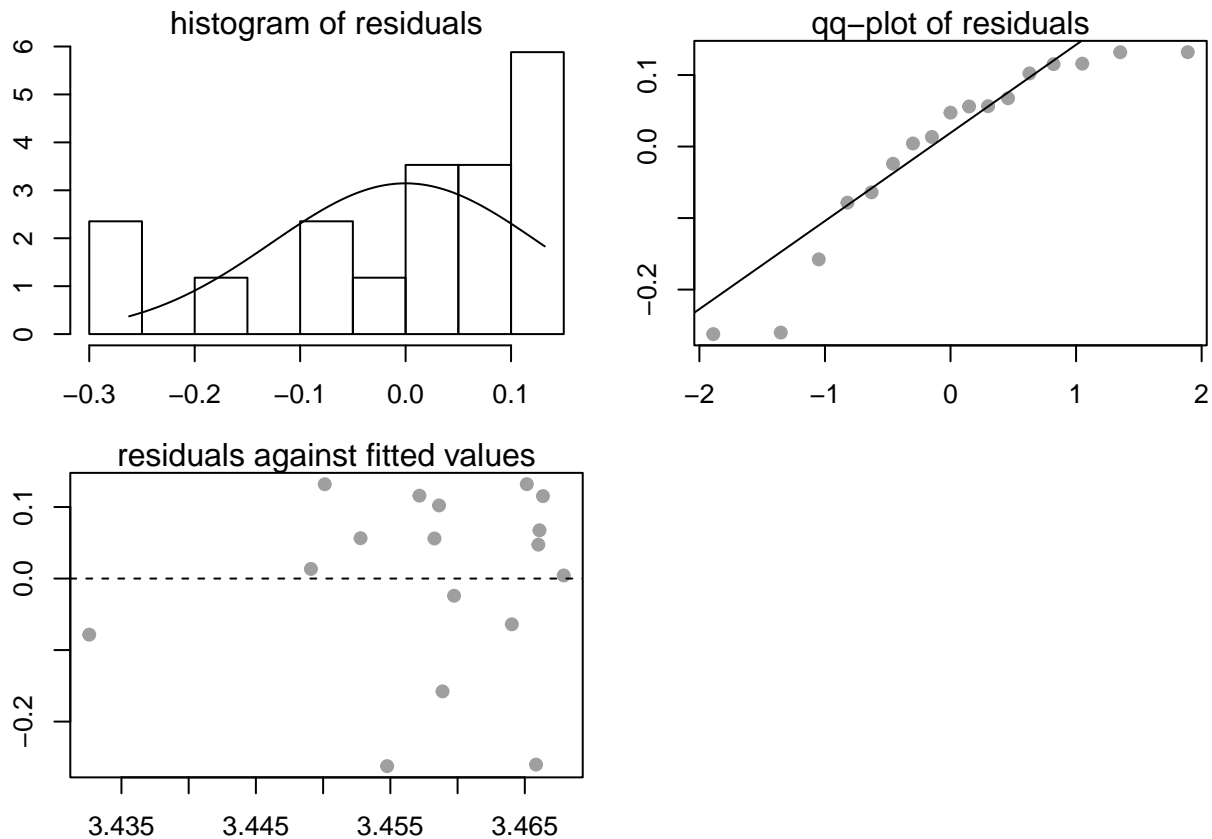 histogram of residuals
6
5
4
3
2
1
0
−0.3 −0.2 −0.1 0.0 0.1
qq−plot of residuals
0.1
0.0
−0.2
−2 −1 0 1 2
residuals against fitted values
0.1
0.0
−0.2
3.435 3.445 3.455 3.465